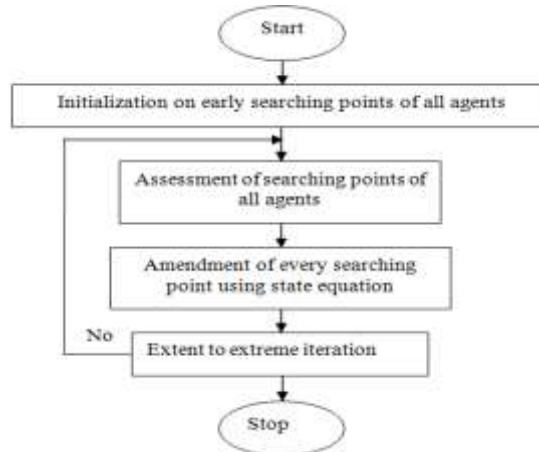 Start
Initialization on early searching points of all agents
Assessment of searching points of
all agents
Amendment of every searching
point using state equation
No
Extent to extreme iteration
Stop